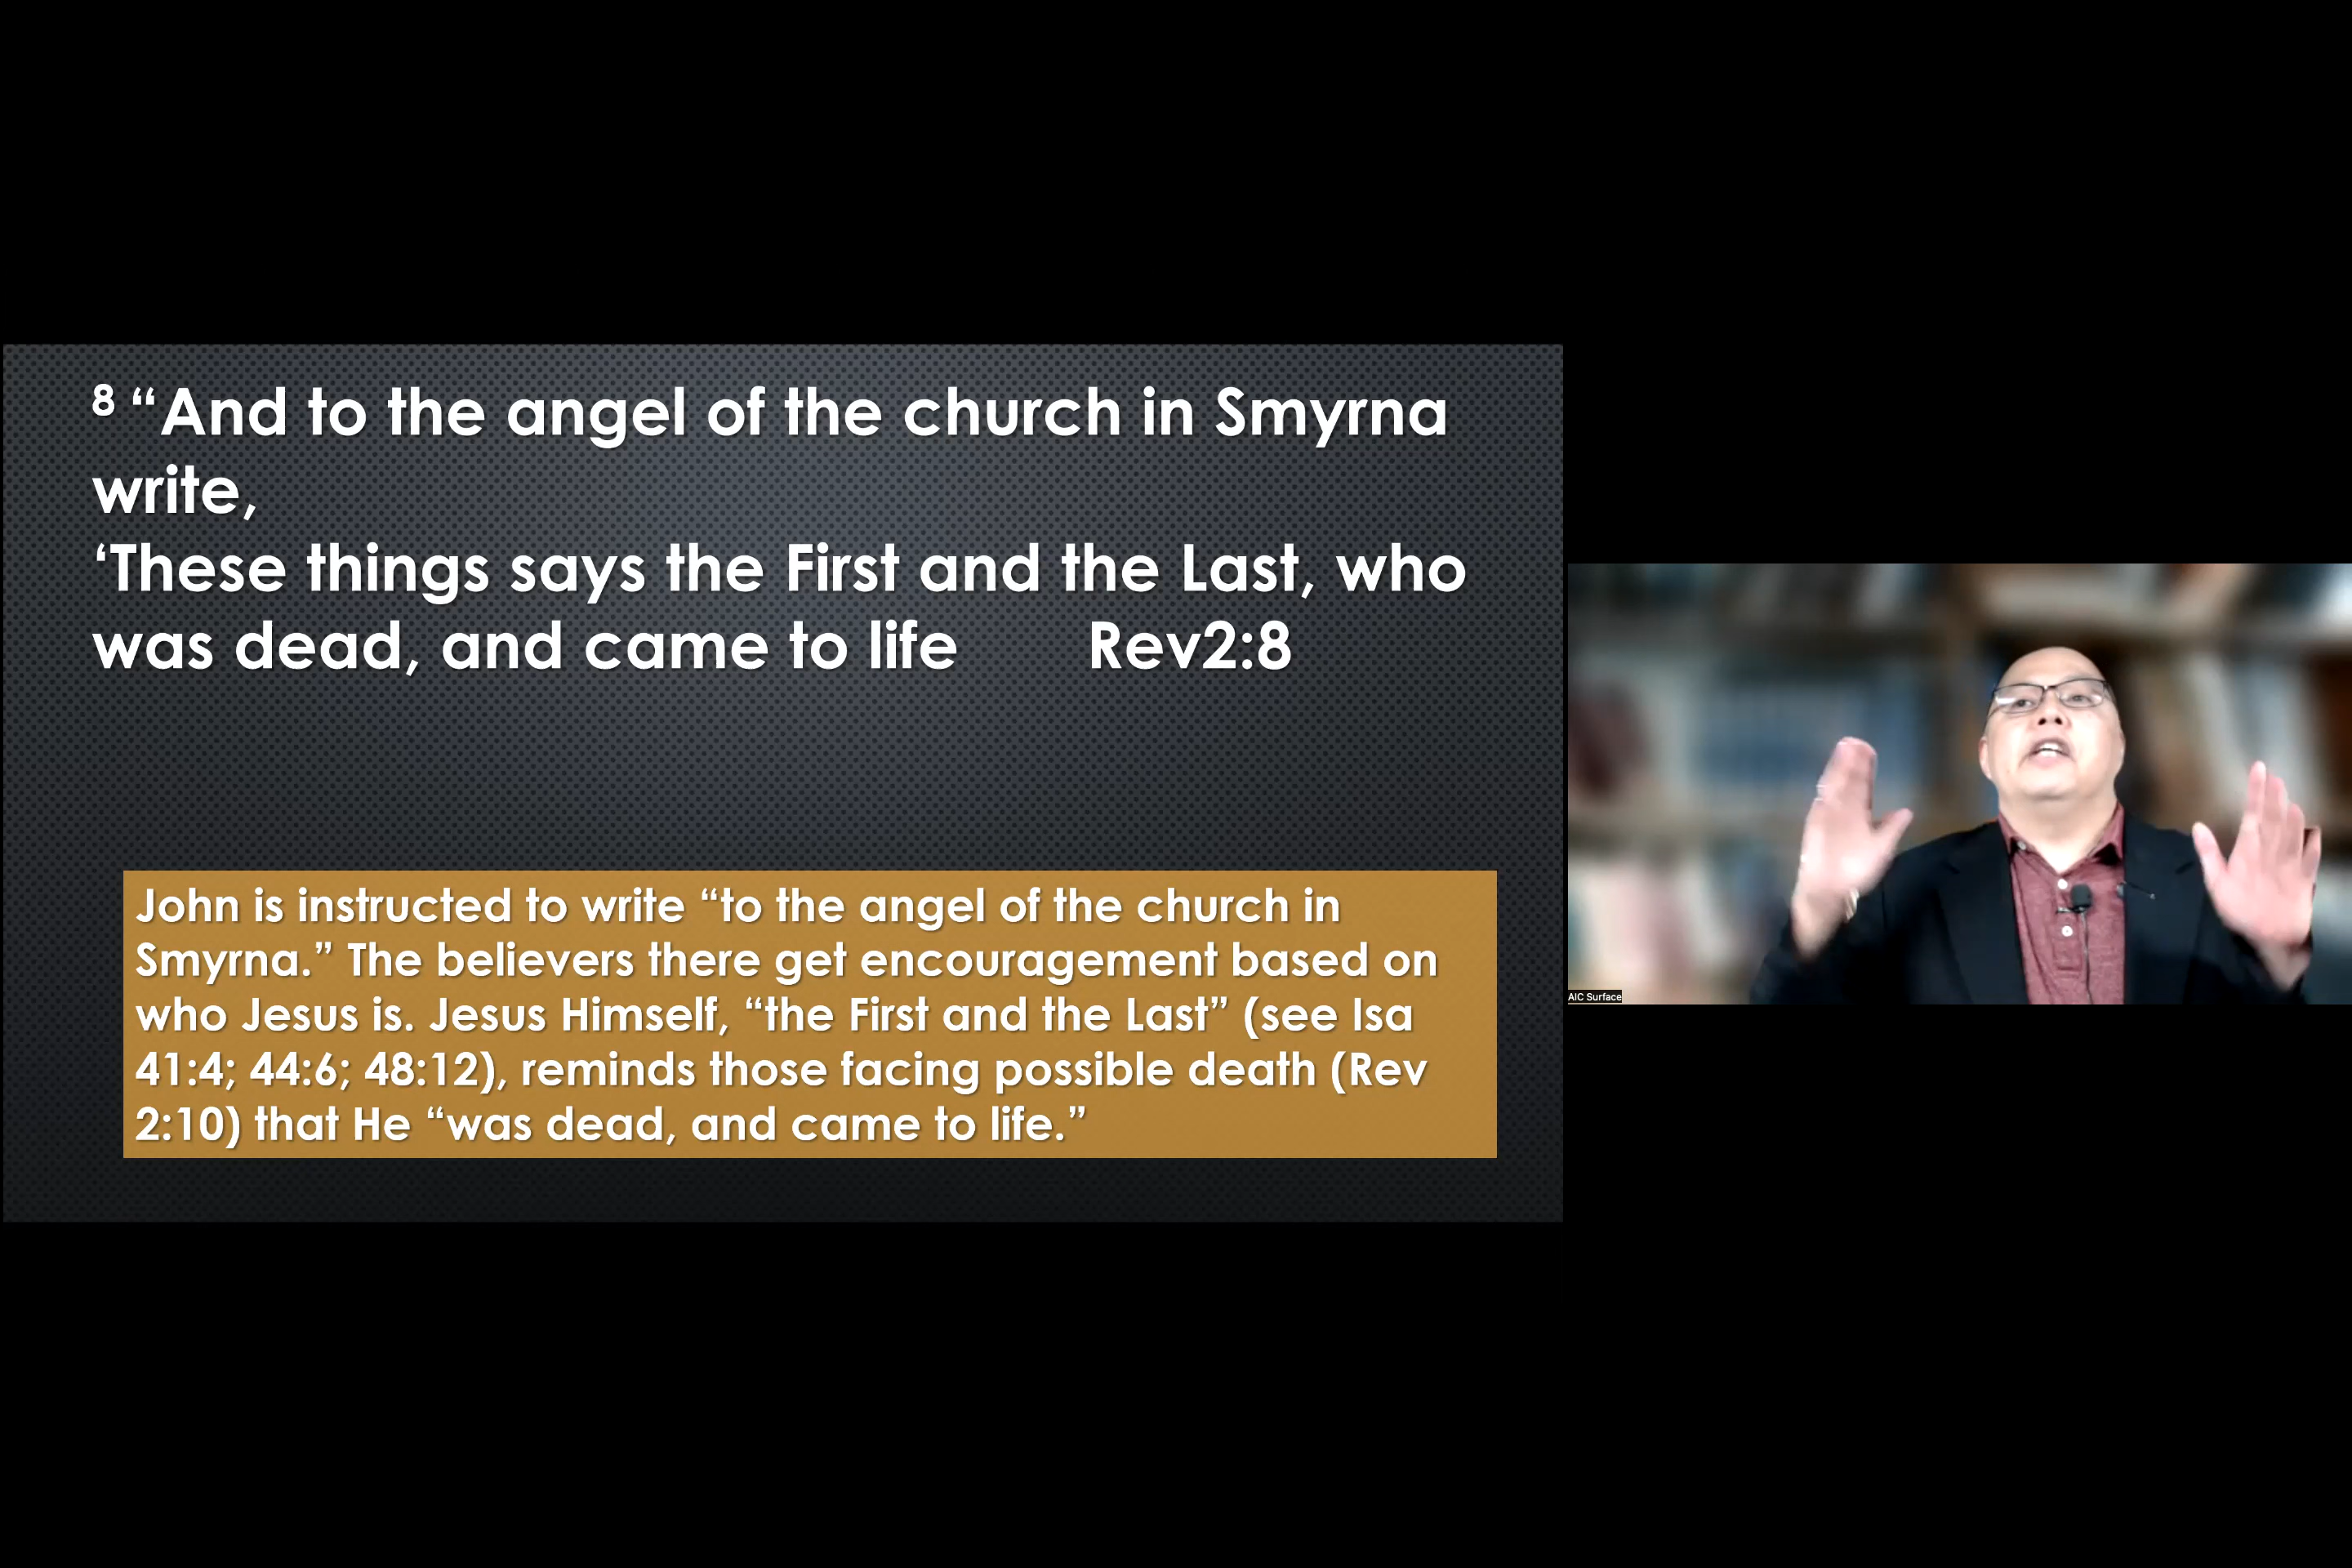 8 “And to the angel of the church in Smyrna
write,
‘These things says the First and the Last, who
was dead, and came to life Rev2:8
John is instructed to write “to the angel of the church in
Smyrna.” The believers there get encouragement based on
who Jesus is. Jesus Himself, “the First and the Last” (see Isa
41:4; 44:6; 48:12), reminds those facing possible death (Rev
2:10) that He “was dead, and came to life.”
AIC Surface